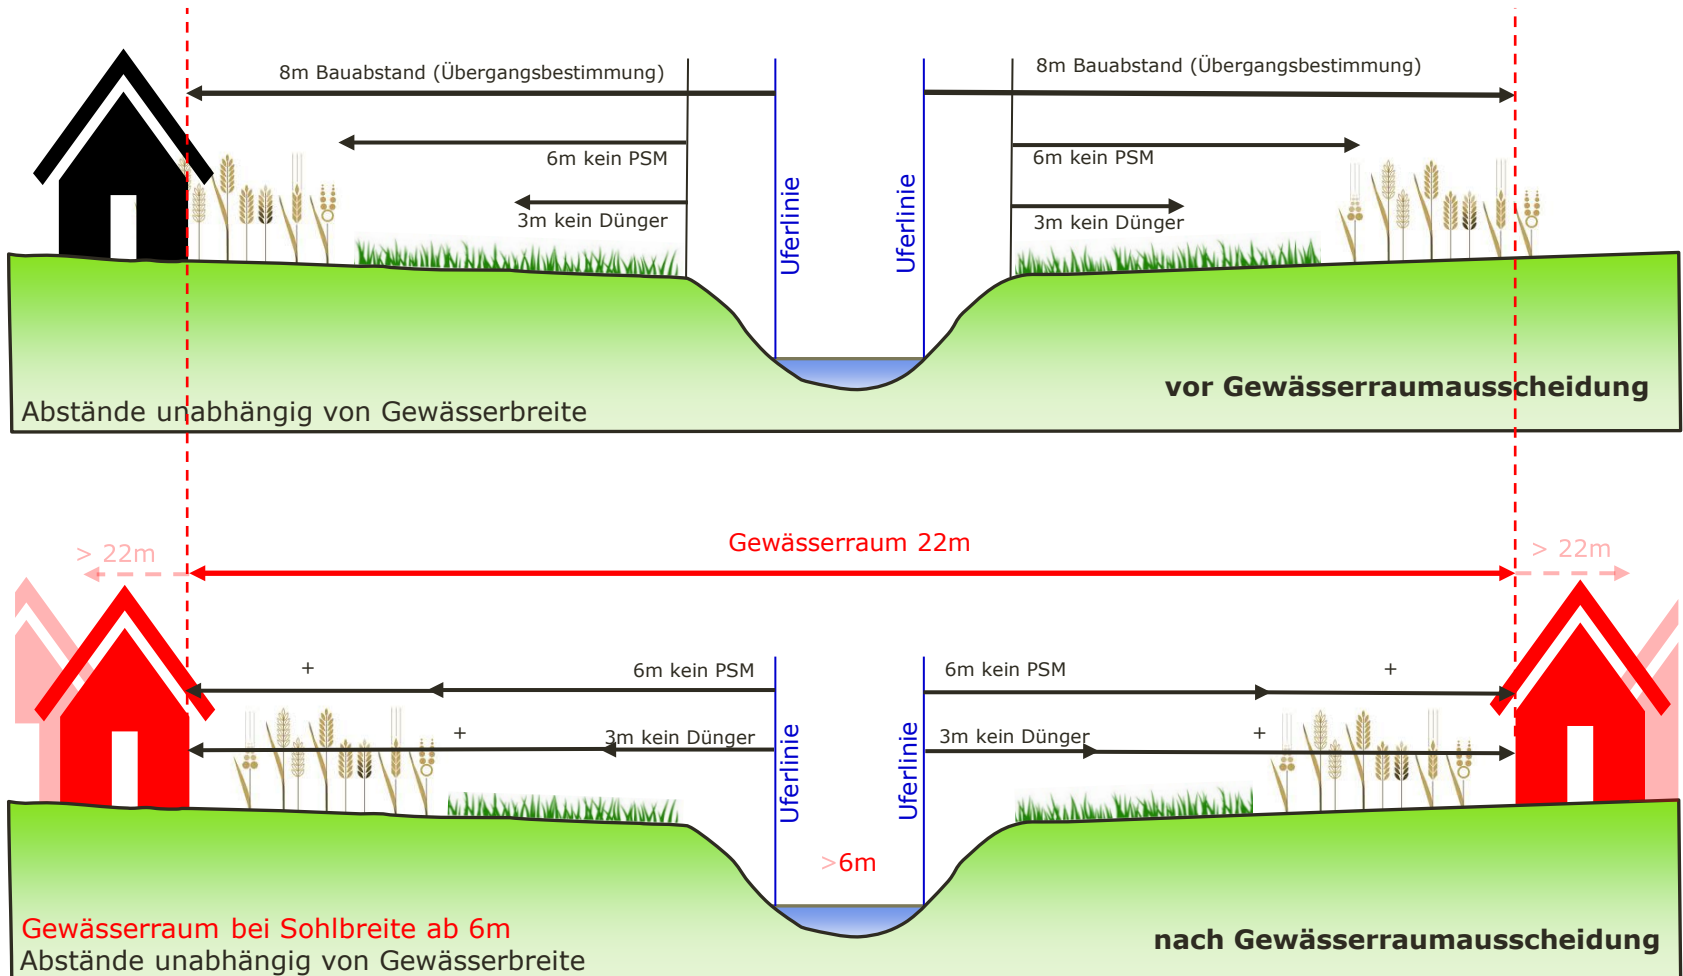 8m Bauabstand (Übergangsbestimmung)
8m Bauabstand (Übergangsbestimmung)
6m kein PSM
6m kein PSM
3m kein Dünger
3m kein Dünger
Uferlinie
Uferlinie
vor Gewässerraumausscheidung
Abstände unabhängig von Gewässerbreite
Gewässerraum 22m
> 22m
> 22m
+
6m kein PSM
6m kein PSM
+
+
3m kein Dünger
3m kein Dünger
+
Uferlinie
Uferlinie
>6m
Gewässerraum bei Sohlbreite ab 6m
Abstände unabhängig von Gewässerbreite
nach Gewässerraumausscheidung